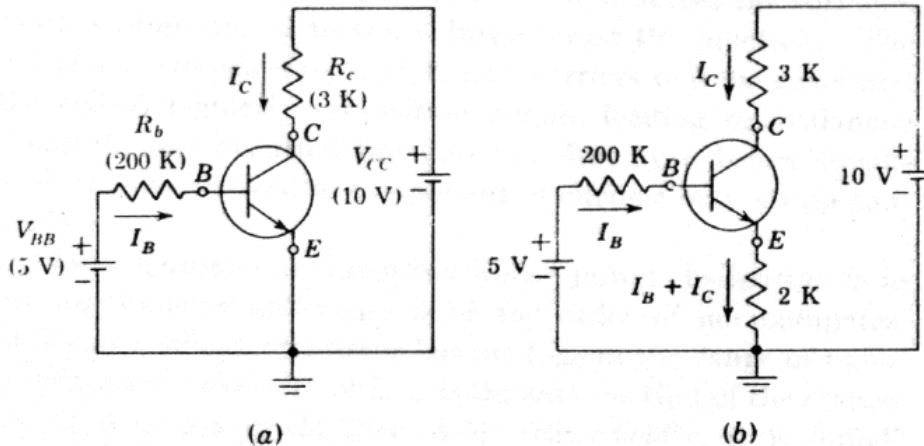 I_C
R_c
(3 K)
R_b
(200 K)
B
C
V_CC
(10 V)
+
-
I_B
E
V_BB
(5 V)
+
-
(a)
I_C
3 K
C
200 K
B
10 V
+
-
I_B
E
5 V
+
-
I_B + I_C
2 K
(b)